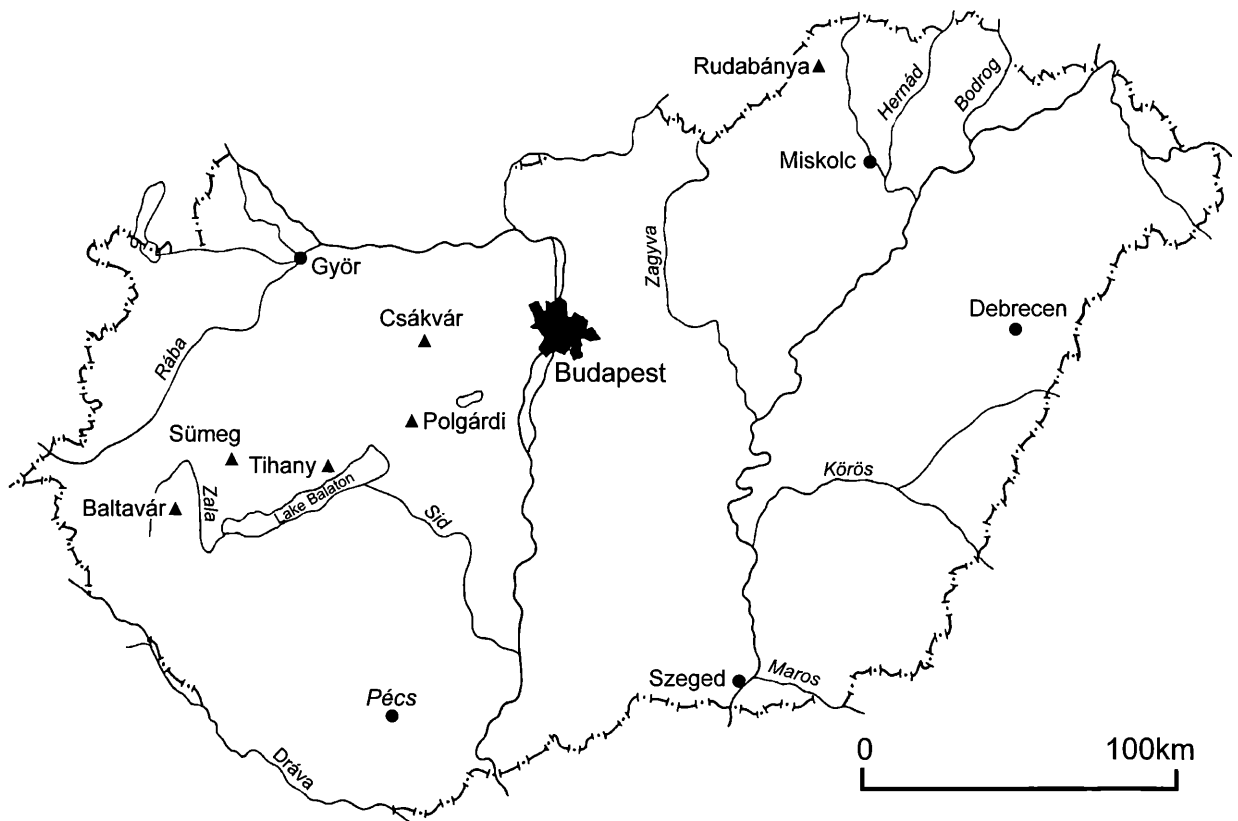 Rudabánya
Hernád
Bodrog
Miskolc
Györ
Zagyva
Csákvár
Debrecen
Rába
Budapest
Polgárdi
Sümeg
Tihany
Lake Balaton
Körös
Baltavár
Zala
Sid
Szeged
Maros
Pécs
Dráva
0 100km